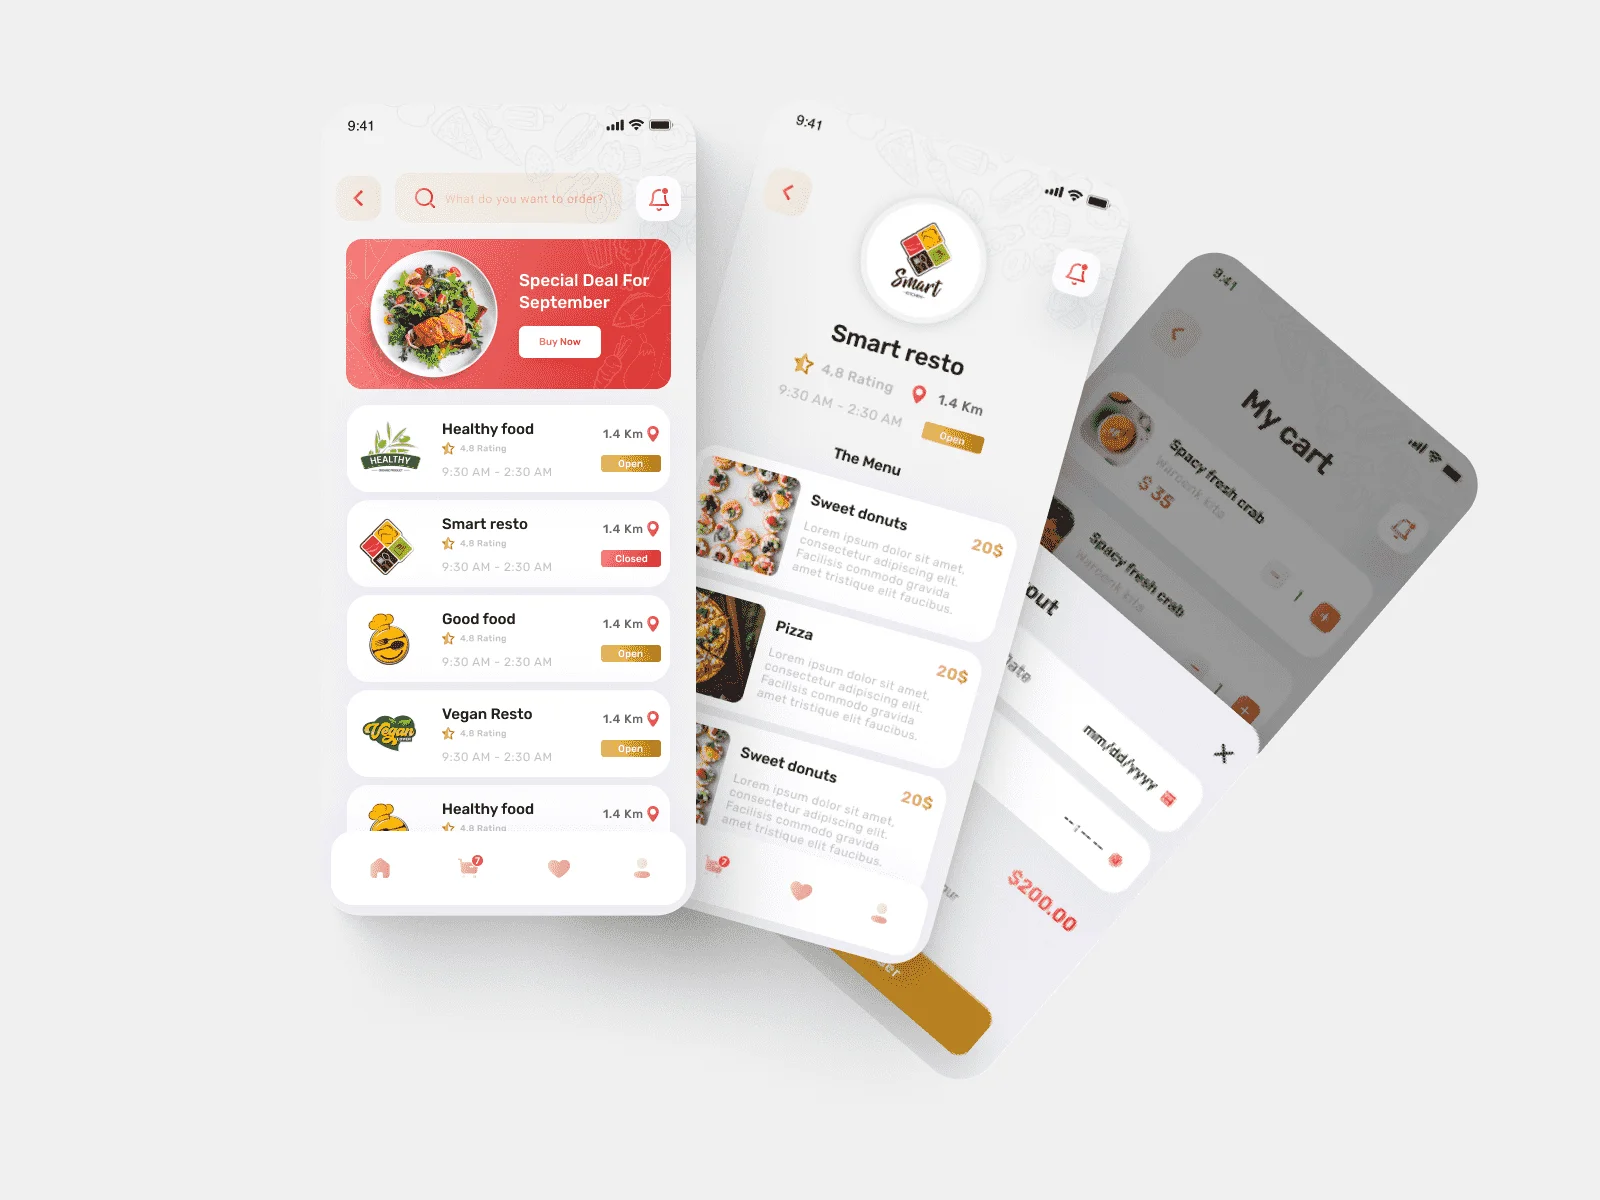 9:41
What do you want to order?
Special Deal For
September
Buy Now
HEALTHY
Healthy food
4,8 Rating
9:30 AM - 2:30 AM
1.4 Km
Open
Smart resto
4,8 Rating
9:30 AM - 2:30 AM
1.4 Km
Closed
Good food
4,8 Rating
9:30 AM - 2:30 AM
1.4 Km
Open
Vegan
Vegan Resto
4,8 Rating
9:30 AM - 2:30 AM
1.4 Km
Open
Healthy food
4,8 Rating
1.4 Km
7
9:41
Smart
Smart resto
4,8 Rating
1.4 Km
9:30 AM - 2:30 AM
Open
The Menu
Sweet donuts
Lorem ipsum dolor sit amet,
consectetur adipiscing elit.
Facilisis commodo gravida
amet tristique elit faucibus.
20$
Pizza
Lorem ipsum dolor sit amet,
consectetur adipiscing elit.
Facilisis commodo gravida
amet tristique elit faucibus.
20$
Sweet donuts
Lorem ipsum dolor sit amet,
consectetur adipiscing elit.
Facilisis commodo gravida
amet tristique elit faucibus.
20$
7
9:41
My cart
Spacy fresh crab
Waroenk kita
$ 35
1
Spacy fresh crab
Waroenk kita
1
out
Date
mm/dd/yyyy
--:-- --
$200.00